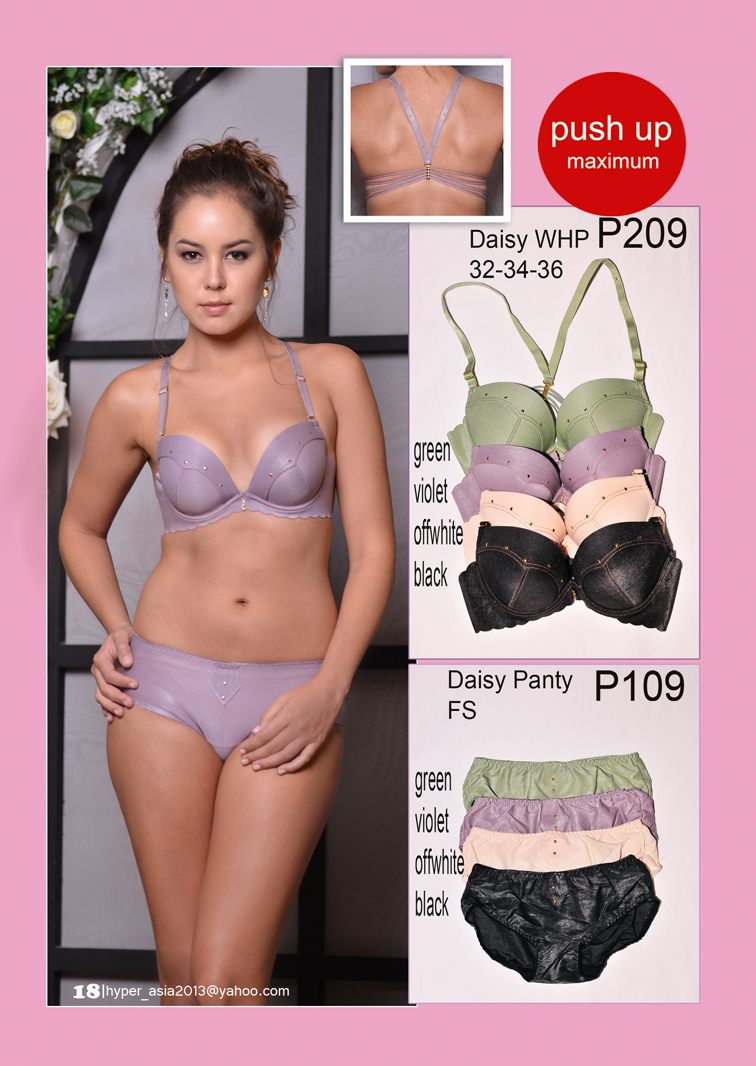 push up
maximum
Daisy WHP P209
32-34-36
green
violet
offwhite
black
Daisy Panty P109
FS
green
violet
offwhite
black
18|hyper_asia2013@yahoo.com